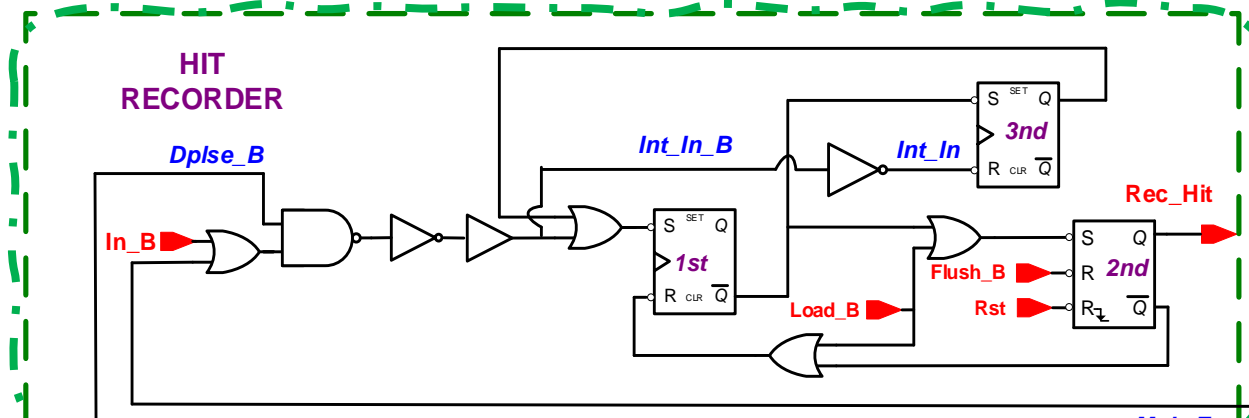 HIT
RECORDER
Dplse_B
In_B
Int_In_B
Int_In
S SET Q
3nd
R CLR Q
Rec_Hit
S SET Q
1st
R CLR Q
Load_B
Flush_B
Rst
S Q
R 2nd
R Q